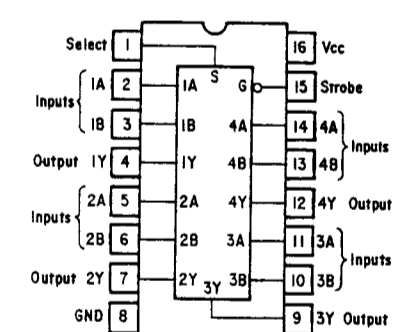 Select 1 S 16 Vcc
1A 2 1A G 15 Strobe
Inputs
1B 3 1B 4A 14 4A
Inputs
Output 1Y 4 1Y 4B 13 4B
2A 5 2A 4Y 12 4Y Output
Inputs
2B 6 2B 3A 11 3A
Inputs
Output 2Y 7 2Y 3B 10 3B
3Y
GND 8 9 3Y Output